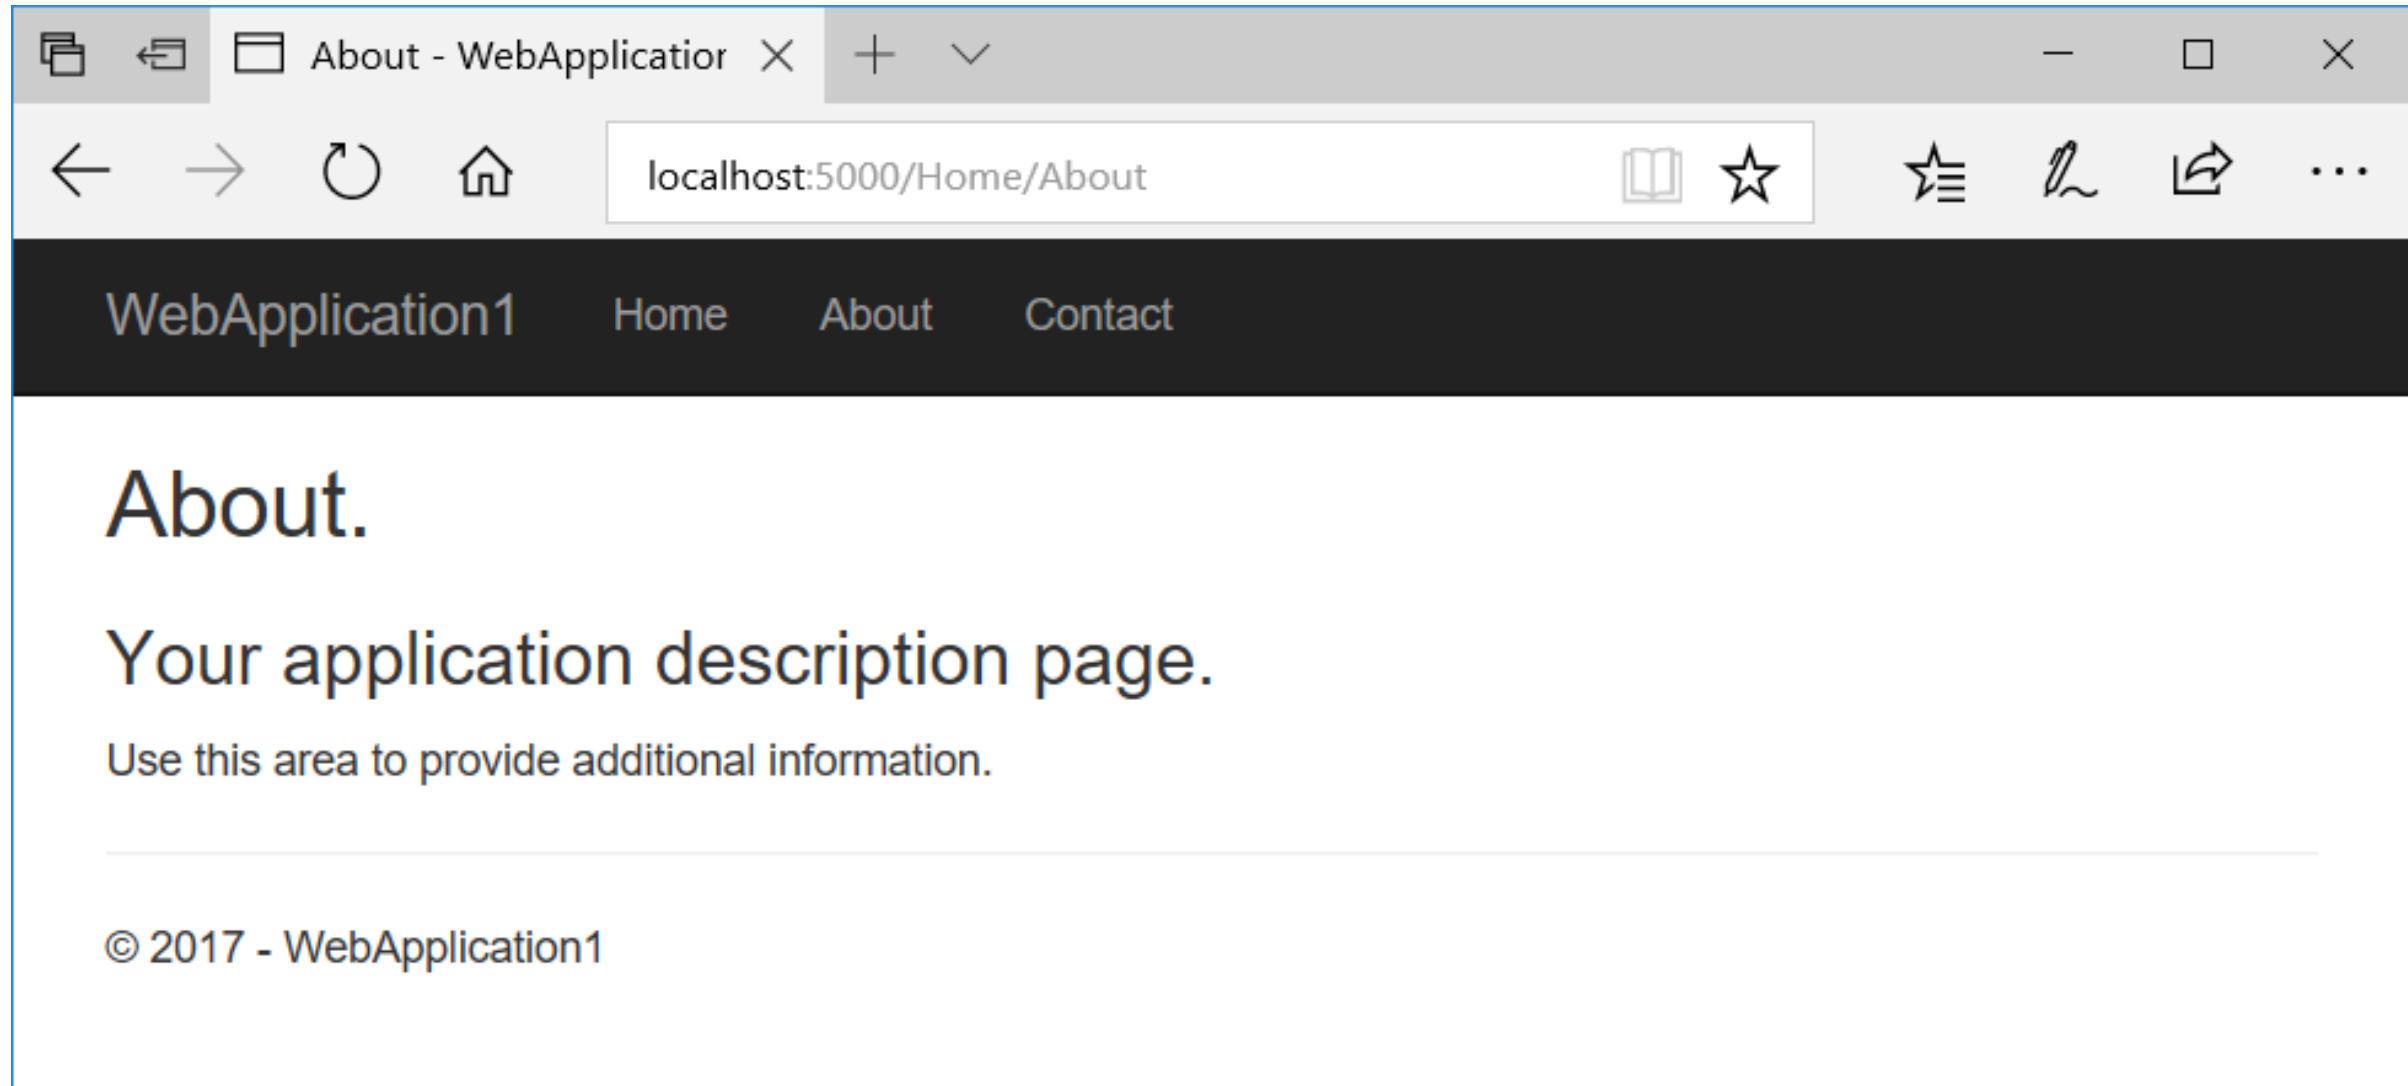 About - WebApplication
localhost:5000/Home/About
WebApplication1 Home About Contact
About.
Your application description page.
Use this area to provide additional information.
© 2017 - WebApplication1